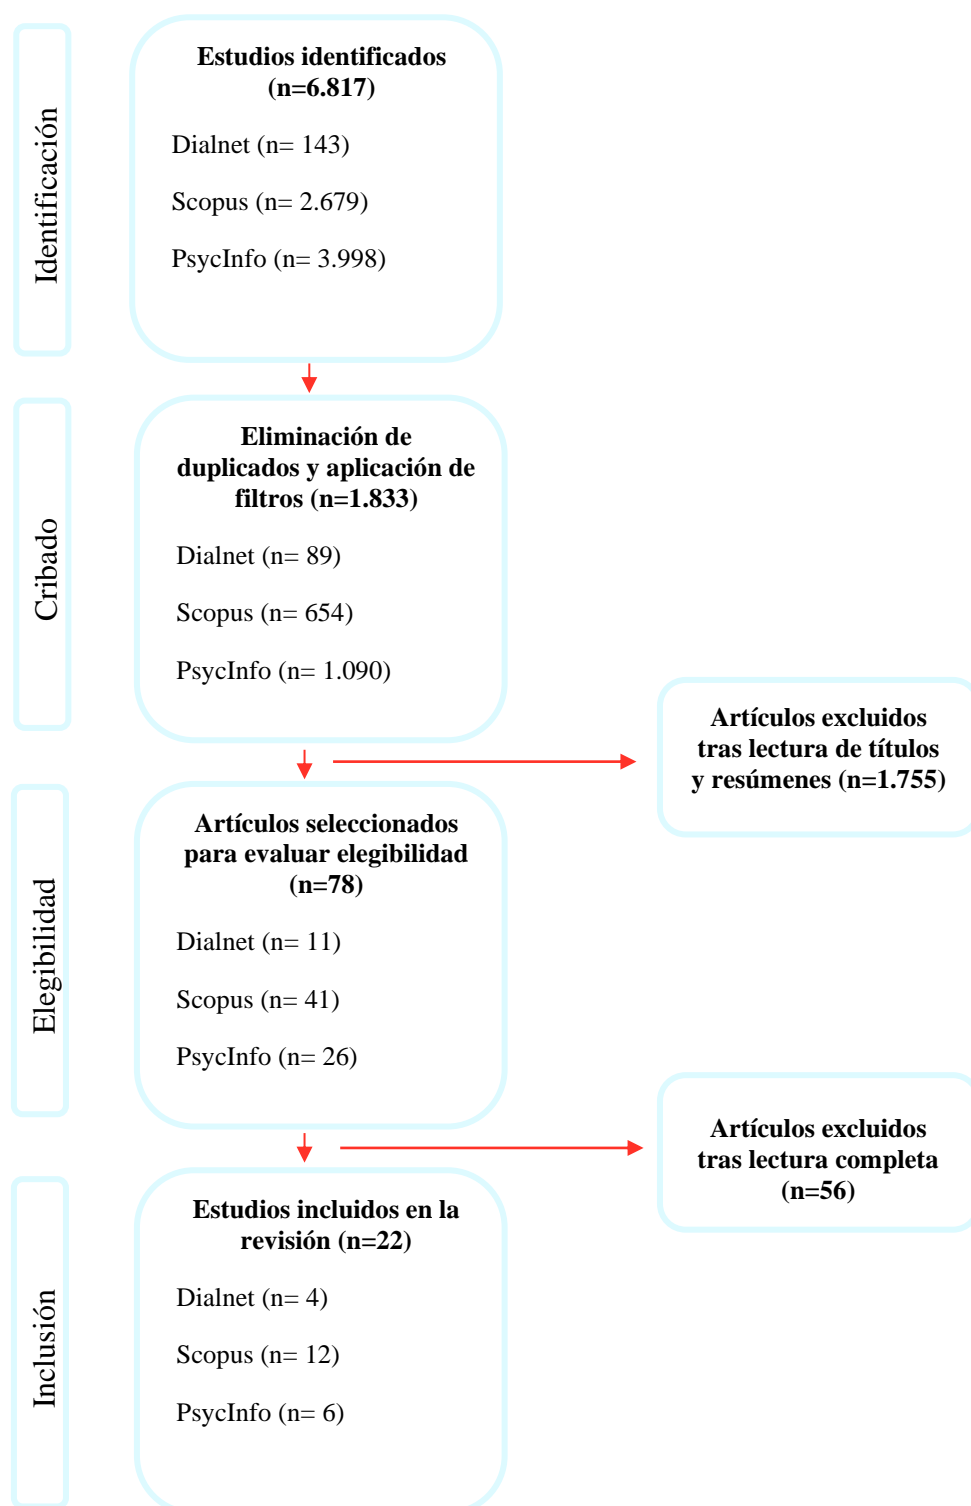 Identificación
Estudios identificados
(n=6.817)
Dialnet (n= 143)
Scopus (n= 2.679)
PsycInfo (n= 3.998)
Cribado
Eliminación de
duplicados y aplicación de
filtros (n=1.833)
Dialnet (n= 89)
Scopus (n= 654)
PsycInfo (n= 1.090)
Artículos excluidos
tras lectura de títulos
y resúmenes (n=1.755)
Elegibilidad
Artículos seleccionados
para evaluar elegibilidad
(n=78)
Dialnet (n= 11)
Scopus (n= 41)
PsycInfo (n= 26)
Artículos excluidos
tras lectura completa
(n=56)
Inclusión
Estudios incluidos en la
revisión (n=22)
Dialnet (n= 4)
Scopus (n= 12)
PsycInfo (n= 6)